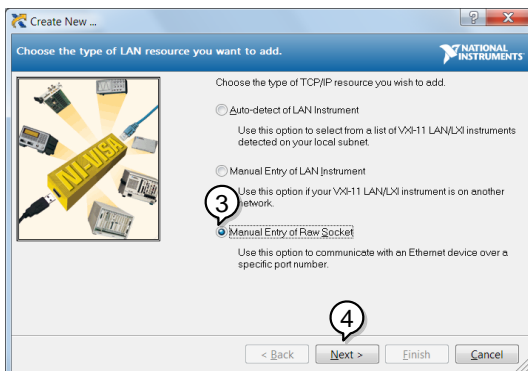 Create New ...
Choose the type of LAN resource you want to add.
NATIONAL
INSTRUMENTS
NI-VISA
Choose the type of TCP/IP resource you wish to add.
Auto-detect of LAN Instrument
Use this option to select from a list of VXI-11 LAN/LXI instruments
detected on your local subnet.
Manual Entry of LAN Instrument
Use this option if your VXI-11 LAN/LXI instrument is on another
network.
3
Manual Entry of Raw Socket
Use this option to communicate with an Ethernet device over a
specific port number.
4
< Back
Next >
Finish
Cancel